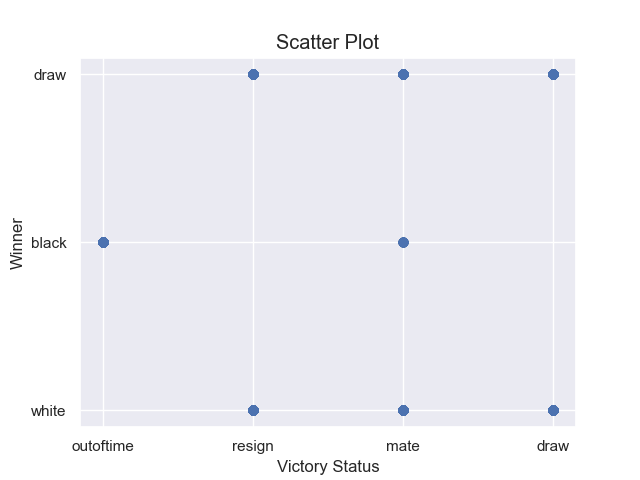 Scatter Plot
draw
black
white
Winner
outoftime resign mate draw
Victory Status